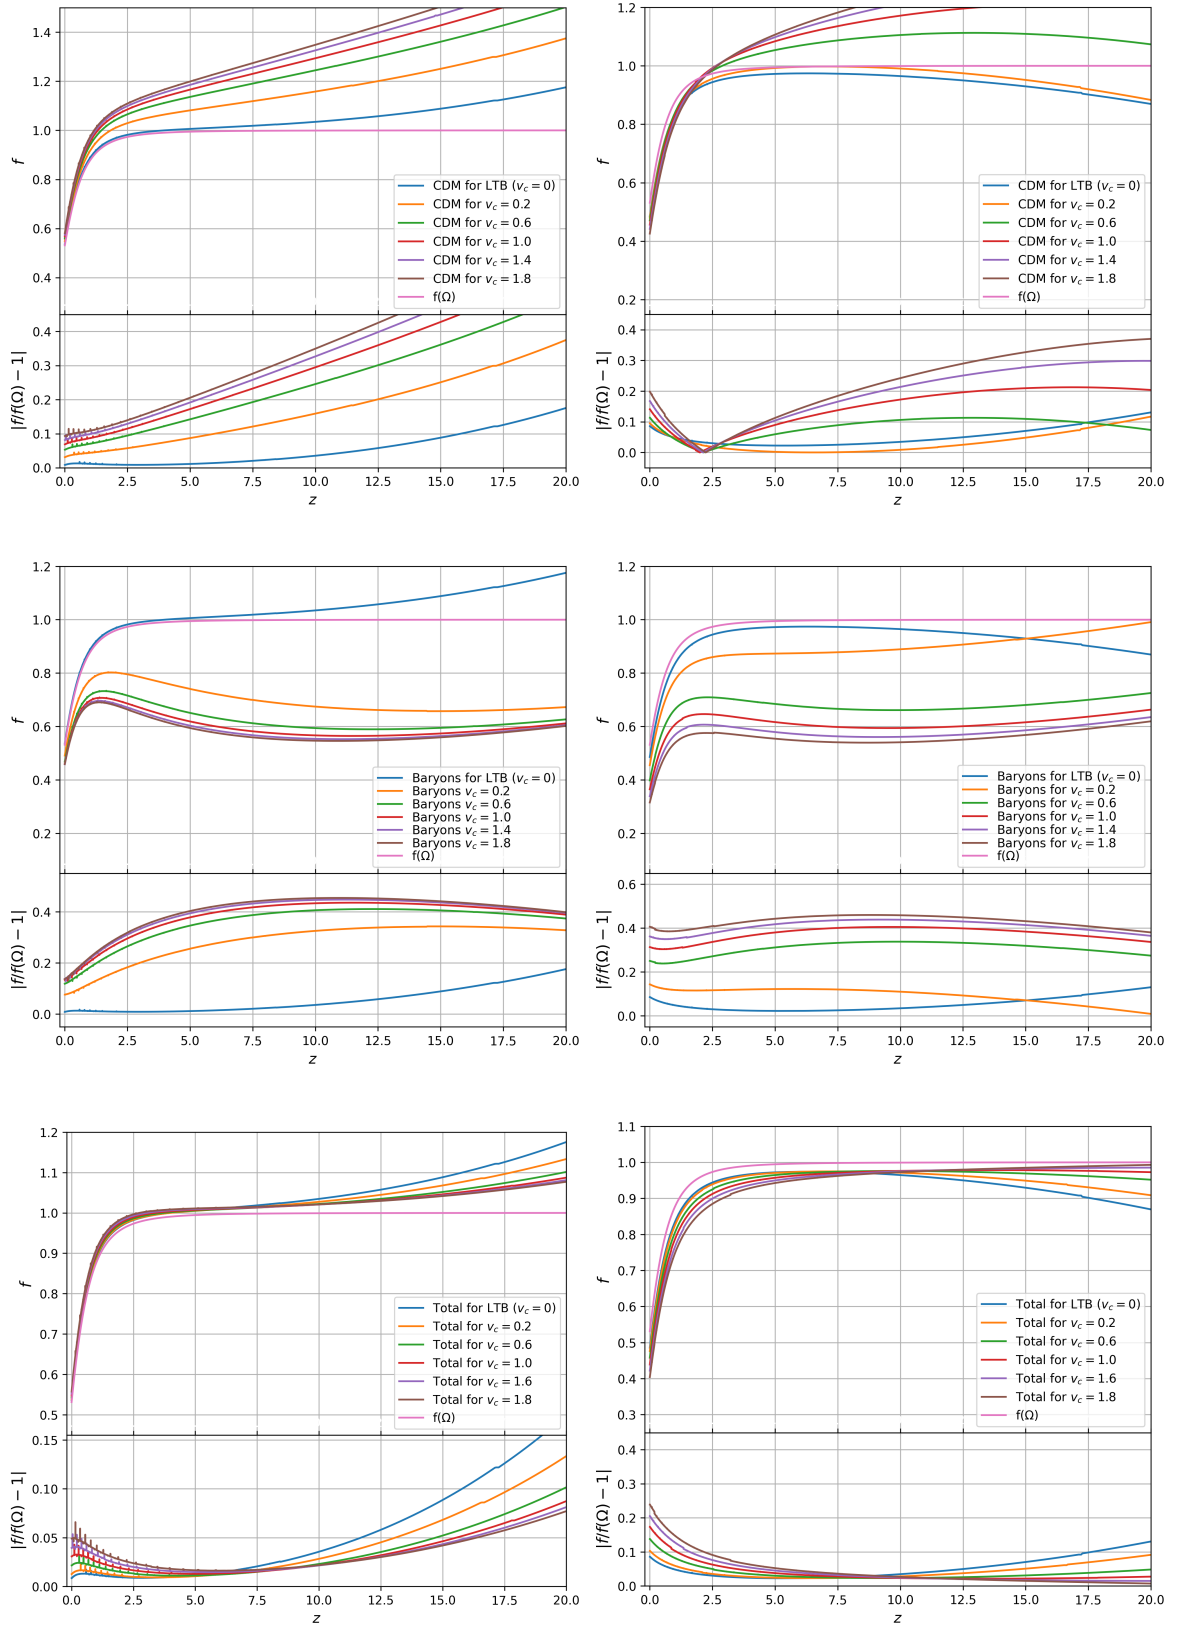 1.4
1.2
1.0
0.8
0.6
0.4
f
CDM for LTB (v_c = 0)
CDM for v_c = 0.2
CDM for v_c = 0.6
CDM for v_c = 1.0
CDM for v_c = 1.4
CDM for v_c = 1.8
f(Ω)
0.4
0.3
0.2
0.1
0.0
|f/f(Ω) − 1|
0.0 2.5 5.0 7.5 10.0 12.5 15.0 17.5 20.0
z
1.2
1.0
0.8
0.6
0.4
0.2
f
CDM for LTB (v_c = 0)
CDM for v_c = 0.2
CDM for v_c = 0.6
CDM for v_c = 1.0
CDM for v_c = 1.4
CDM for v_c = 1.8
f(Ω)
0.4
0.3
0.2
0.1
0.0
|f/f(Ω) − 1|
0.0 2.5 5.0 7.5 10.0 12.5 15.0 17.5 20.0
z
1.2
1.0
0.8
0.6
0.4
0.2
f
Baryons for LTB (v_c = 0)
Baryons v_c = 0.2
Baryons v_c = 0.6
Baryons v_c = 1.0
Baryons v_c = 1.4
Baryons v_c = 1.8
f(Ω)
0.4
0.2
0.0
|f/f(Ω) − 1|
0.0 2.5 5.0 7.5 10.0 12.5 15.0 17.5 20.0
z
1.2
1.0
0.8
0.6
0.4
0.2
f
Baryons for LTB (v_c = 0)
Baryons for v_c = 0.2
Baryons for v_c = 0.6
Baryons for v_c = 1.0
Baryons for v_c = 1.4
Baryons for v_c = 1.8
f(Ω)
0.6
0.4
0.2
0.0
|f/f(Ω) − 1|
0.0 2.5 5.0 7.5 10.0 12.5 15.0 17.5 20.0
z
1.2
1.1
1.0
0.9
0.8
0.7
0.6
0.5
f
Total for LTB (v_c = 0)
Total for v_c = 0.2
Total for v_c = 0.6
Total for v_c = 1.0
Total for v_c = 1.6
Total for v_c = 1.8
f(Ω)
0.15
0.10
0.05
0.00
|f/f(Ω) − 1|
0.0 2.5 5.0 7.5 10.0 12.5 15.0 17.5 20.0
z
1.1
1.0
0.9
0.8
0.7
0.6
0.5
0.4
0.3
f
Total for LTB (v_c = 0)
Total for v_c = 0.2
Total for v_c = 0.6
Total for v_c = 1.0
Total for v_c = 1.6
Total for v_c = 1.8
f(Ω)
0.4
0.3
0.2
0.1
0.0
|f/f(Ω) − 1|
0.0 2.5 5.0 7.5 10.0 12.5 15.0 17.5 20.0
z